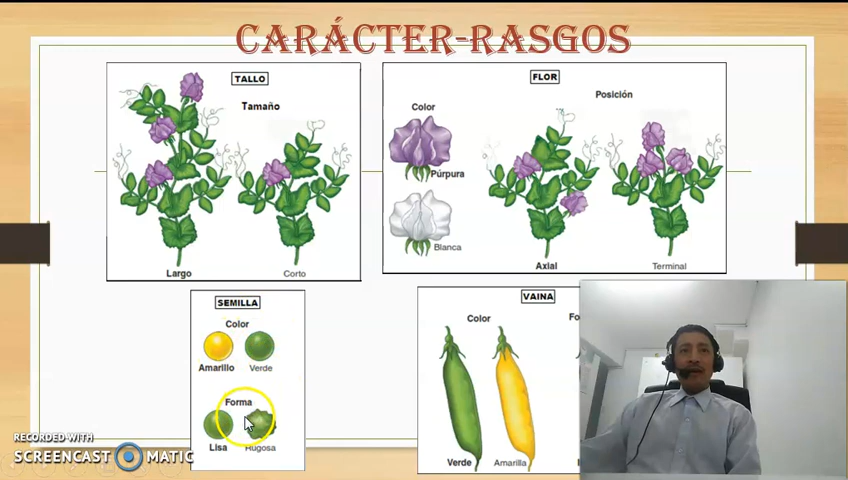 CARÁCTER-RASGOS
TALLO
Tamaño
Largo
Corto
FLOR
Color
Posición
Púrpura
Blanca
Axial
Terminal
SEMILLA
Color
Amarillo
Verde
Forma
Lisa
Rugosa
VAINA
Color
Verde
Amarilla
RECORDED WITH
SCREENCAST MATIC